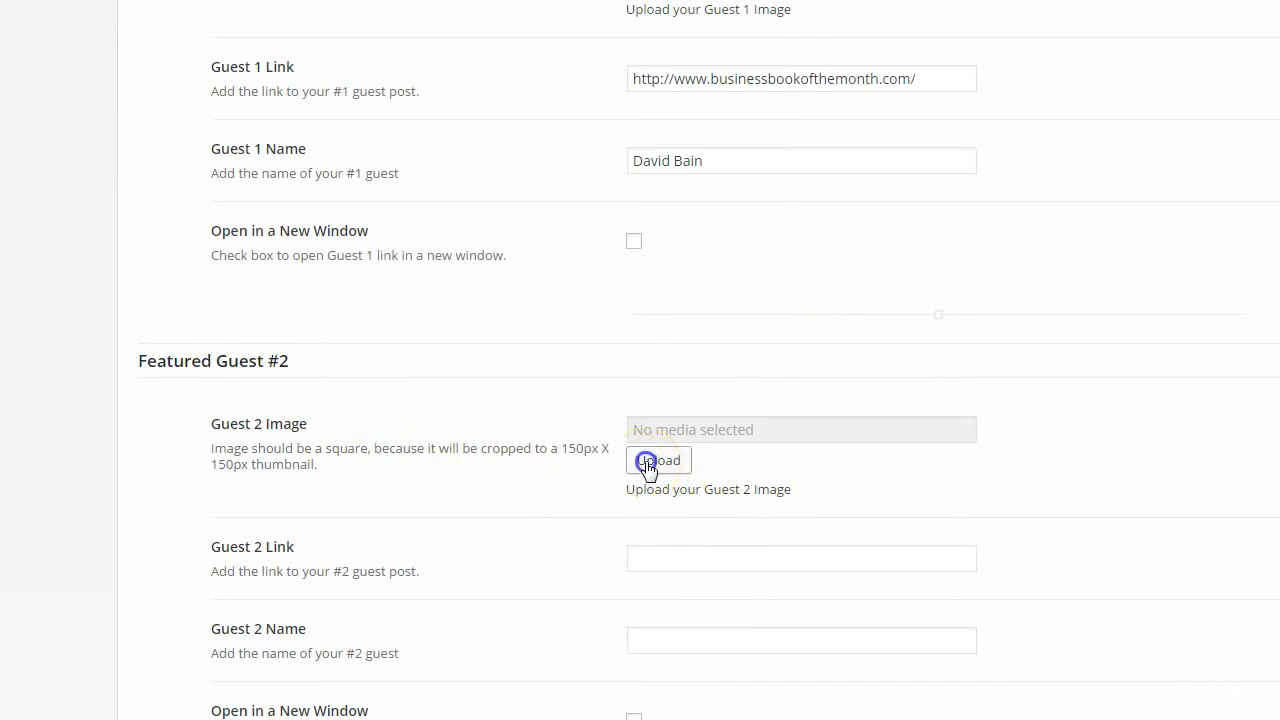 Upload your Guest 1 Image
Guest 1 Link
http://www.businessbookofthemonth.com/
Add the link to your #1 guest post.
Guest 1 Name
David Bain
Add the name of your #1 guest
Open in a New Window
Check box to open Guest 1 link in a new window.
Featured Guest #2
Guest 2 Image
No media selected
Image should be a square, because it will be cropped to a 150px X
150px thumbnail.
Upload
Upload your Guest 2 Image
Guest 2 Link
Add the link to your #2 guest post.
Guest 2 Name
Add the name of your #2 guest
Open in a New Window